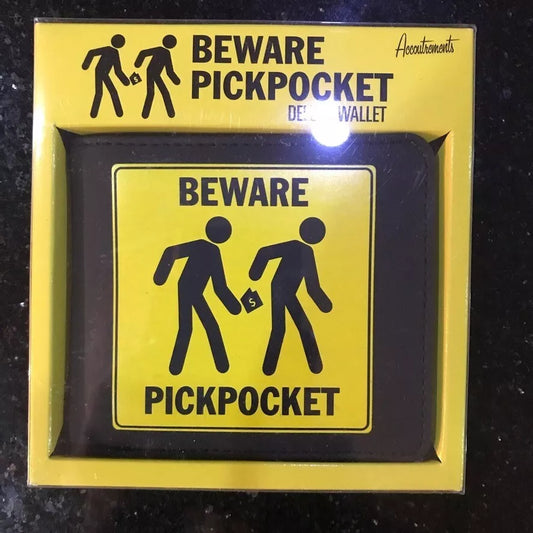 BEWARE
PICKPOCKET
WALLET
Accoutrements
BEWARE
$
PICKPOCKET